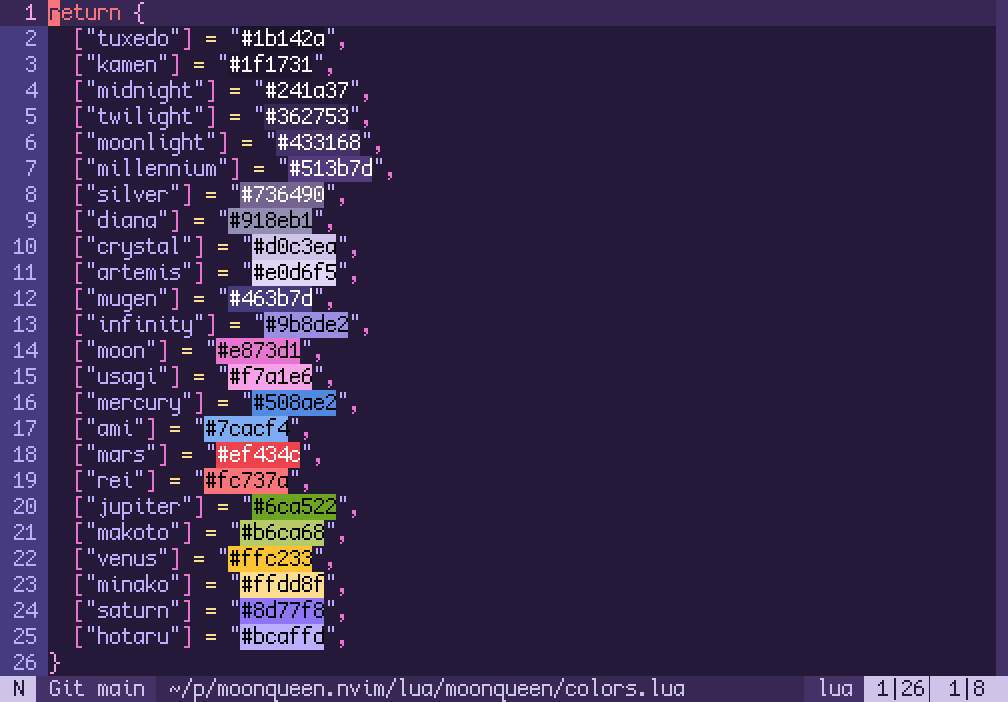 1 return {
2 ["tuxedo"] = "#1b142a",
3 ["kamen"] = "#1f1731",
4 ["midnight"] = "#241a37",
5 ["twilight"] = "#362753",
6 ["moonlight"] = "#433168",
7 ["millennium"] = "#513b7d",
8 ["silver"] = "#736490",
9 ["diana"] = "#918eb1",
10 ["crystal"] = "#d0c3ea",
11 ["artemis"] = "#e0d6f5",
12 ["mugen"] = "#463b7d",
13 ["infinity"] = "#9b8de2",
14 ["moon"] = "#e873d1",
15 ["usagi"] = "#f7a1e6",
16 ["mercury"] = "#508ae2",
17 ["ami"] = "#7cacf4",
18 ["mars"] = "#ef434c",
19 ["rei"] = "#fc737a",
20 ["jupiter"] = "#6ca522",
21 ["makoto"] = "#b6ca68",
22 ["venus"] = "#ffc233",
23 ["minako"] = "#ffdd8f",
24 ["saturn"] = "#8d77f8",
25 ["hotaru"] = "#bcaffd",
26 }
N Git main ~/p/moonqueen.nvim/lua/moonqueen/colors.lua lua 1|26 1|8